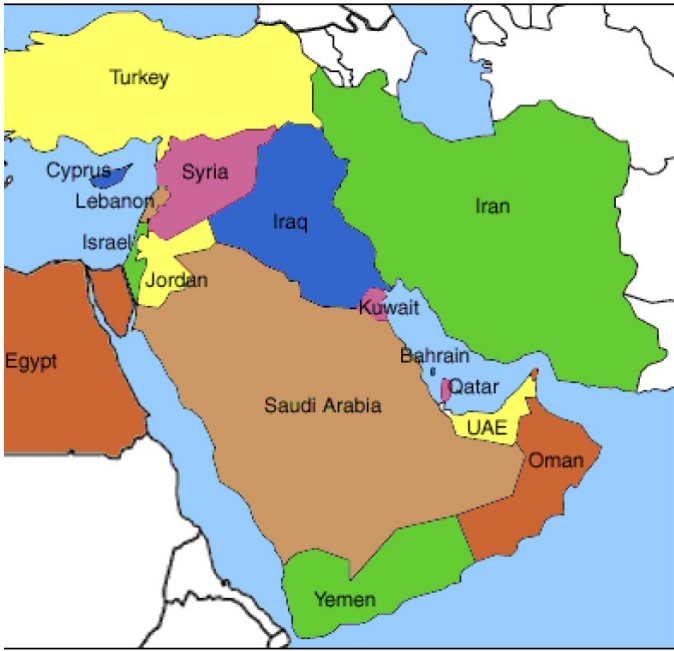 Turkey
Cyprus
Syria
Lebanon
Iran
Iraq
Israel
Jordan
Kuwait
Bahrain
Egypt
Qatar
Saudi Arabia
UAE
Oman
Yemen